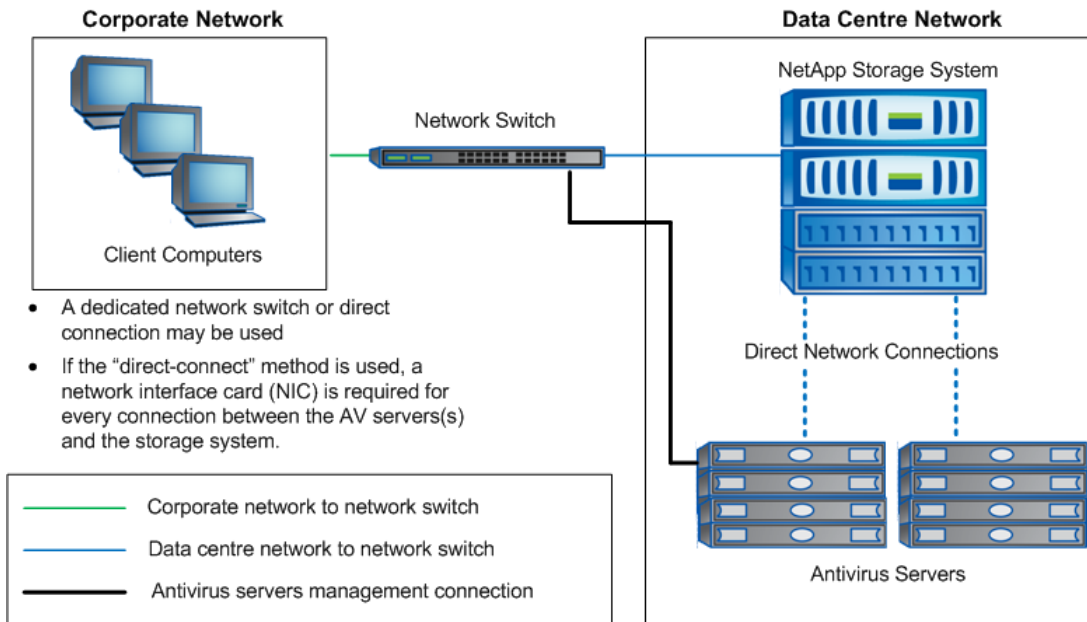 Corporate Network
Data Centre Network
NetApp Storage System
Network Switch
Client Computers
• A dedicated network switch or direct
connection may be used
• If the “direct-connect” method is used, a
network interface card (NIC) is required for
every connection between the AV servers(s)
and the storage system.
Direct Network Connections
Corporate network to network switch
Data centre network to network switch
Antivirus servers management connection
Antivirus Servers